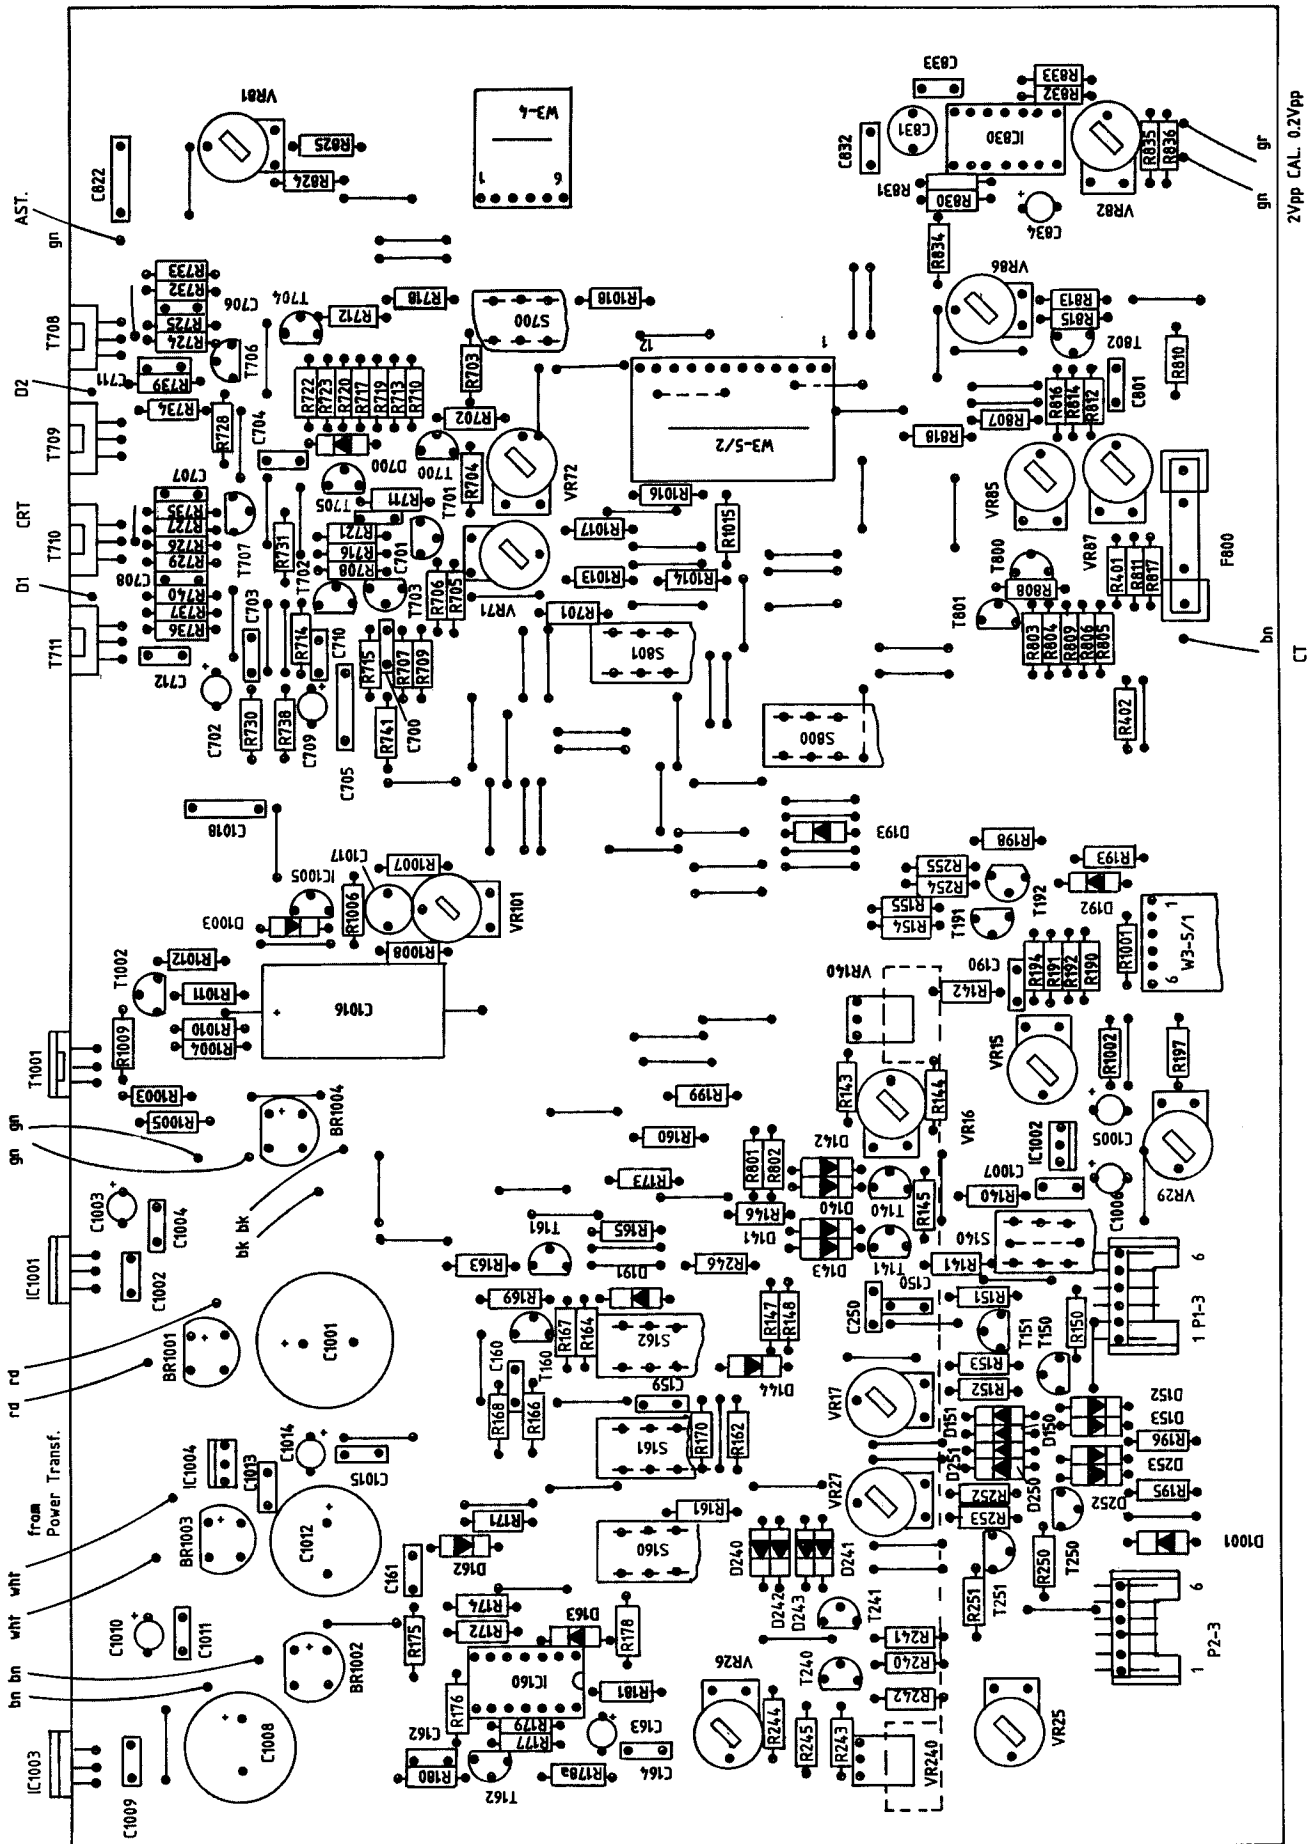 AST.
gn
D2
CRT
D1
gn
gn
rd
rd
from
Power Transf.
wht
wht
bn
bn
T708
T709
T710
T711
T1001
IC1001
IC1003
C822
VR81
R825
R824
W3-4
1
6
C833
R833
R832
C831
C832
IC830
R831
R830
R834
C834
VR82
R835
R836
gr
gn
2Vpp CAL. 0.2Vpp
R733
R732
C706
R725
R724
T704
T706
C711
R739
R734
R728
C704
R712
R718
S700
R1018
R722
R723
R720
R717
R719
R713
R710
D700
R703
R702
T700
R704
VR72
12
1
W3-5/2
VR86
R813
R815
T802
R810
C801
R816
R814
R812
R807
R818
VR85
VR87
F800
C707
R735
R727
R726
R729
C708
R740
R737
R736
T707
R731
T702
T705
R711
R721
R716
R708
C701
T701
T703
R706
R705
VR71
R1016
R1017
R1015
R1013
R1014
R701
S801
T800
R808
T801
R401
R811
R817
R803
R804
R809
R806
R805
bn
CT
C712
C703
R714
C710
C702
R730
R738
C709
C705
R715
R707
R709
R741
C700
S800
R402
C1018
IC1005
C1017
R1007
D1003
R1006
VR101
R1008
D193
R198
R255
R254
R155
R154
T192
T191
R193
D192
T1002
R1012
R1011
R1010
R1004
R1009
R1003
R1005
C1016
BR1004
VR140
R142
C190
R194
R191
R192
R190
R1001
W3-5/1
1
6
VR15
R1002
R197
R143
R144
VR16
R199
R160
R173
R801
R802
D142
D140
R146
D141
D143
T140
T141
R145
IC1002
C1007
C1005
C1006
R140
S140
R141
VR29
C1003
C1004
C1002
bk bk
T161
R165
R163
D191
R246
BR1001
C1001
R169
T160
C160
R167
R164
S162
R147
R148
D144
C250
C150
R151
T151
T150
R150
6
1 P1-3
R153
R152
IC1004
C1013
C1014
C1015
R168
R166
C159
R170
R162
S161
VR17
VR27
D151
D251
D150
D250
D152
D153
R196
D253
D252
R195
BR1003
C1012
C161
R171
D162
R161
S160
D240
D242
D241
D243
R252
R253
T250
R250
T251
R251
D1001
C1010
C1011
BR1002
R175
R174
R172
D163
R178
IC160
R176
R181
T241
R241
R240
R242
T240
VR26
R244
R245
R243
VR240
VR25
6
1
P2-3
C1009
C1008
C162
R180
R179
R177
T162
R178a
C163
C164